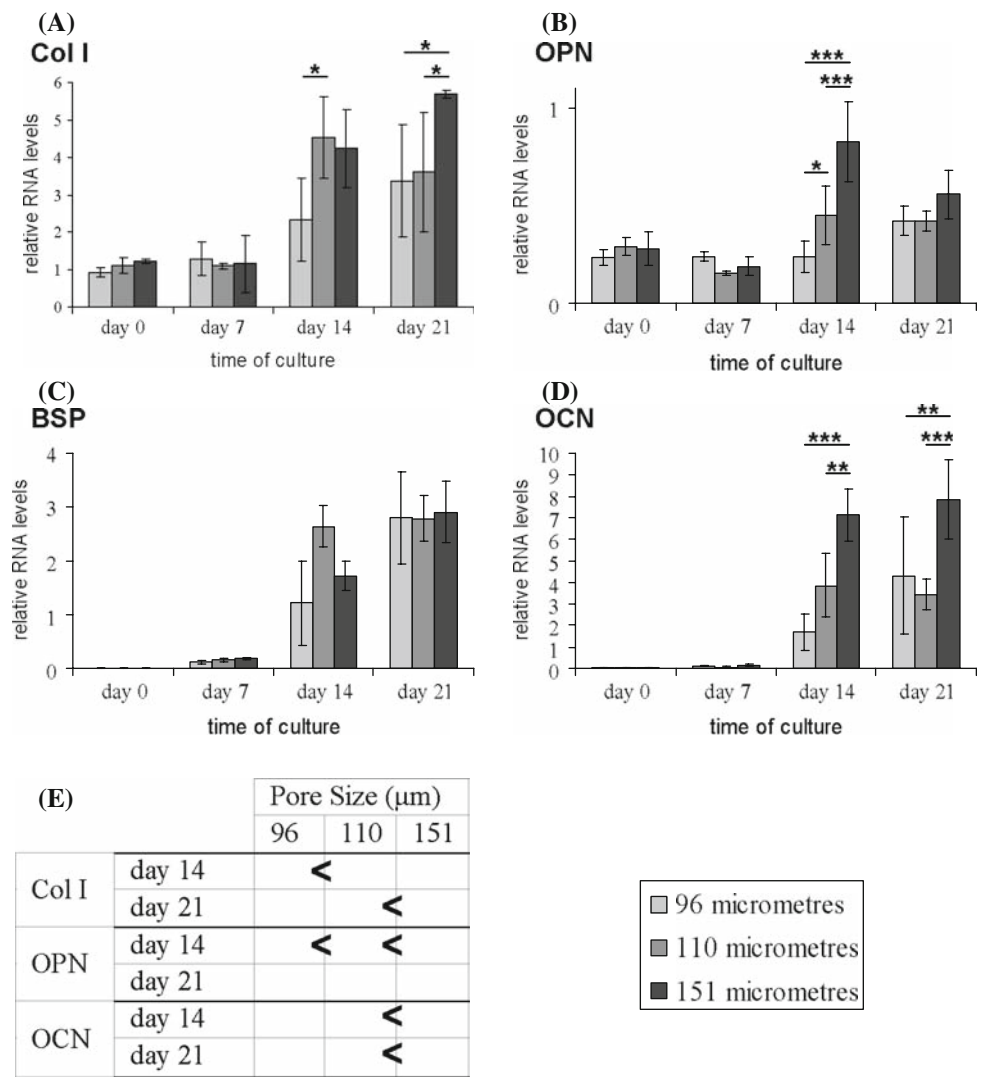 (A)
Col I
*
*
*
relative RNA levels
6
5
4
3
2
1
0
day 0 day 7 day 14 day 21
time of culture
(B)
OPN
***
***
*
relative RNA levels
1
0
day 0 day 7 day 14 day 21
time of culture
(C)
BSP
relative RNA levels
4
3
2
1
0
day 0 day 7 day 14 day 21
time of culture
(D)
OCN
**
***
***
**
relative RNA levels
10
9
8
7
6
5
4
3
2
1
0
day 0 day 7 day 14 day 21
time of culture
(E)
Pore Size (μm)
96 110 151
Col I
day 14 <
day 21 <
OPN
day 14 < <
day 21
OCN
day 14 <
day 21 <
96 micrometres
110 micrometres
151 micrometres